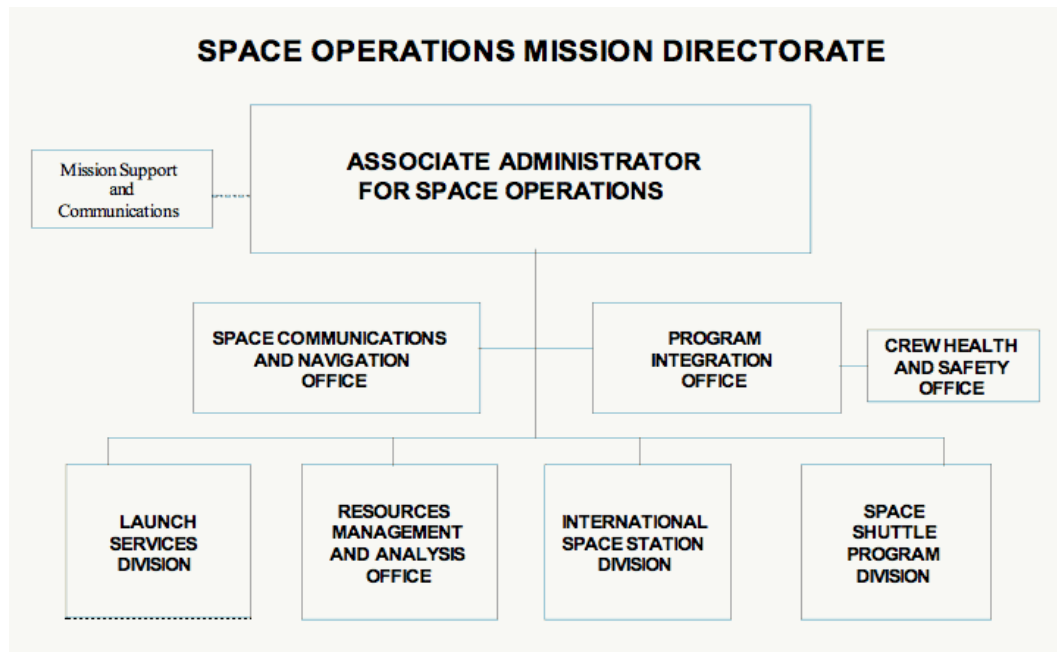 SPACE OPERATIONS MISSION DIRECTORATE
ASSOCIATE ADMINISTRATOR
FOR SPACE OPERATIONS
Mission Support
and
Communications
SPACE COMMUNICATIONS
AND NAVIGATION
OFFICE
PROGRAM
INTEGRATION
OFFICE
CREW HEALTH
AND SAFETY
OFFICE
LAUNCH
SERVICES
DIVISION
RESOURCES
MANAGEMENT
AND ANALYSIS
OFFICE
INTERNATIONAL
SPACE STATION
DIVISION
SPACE
SHUTTLE
PROGRAM
DIVISION